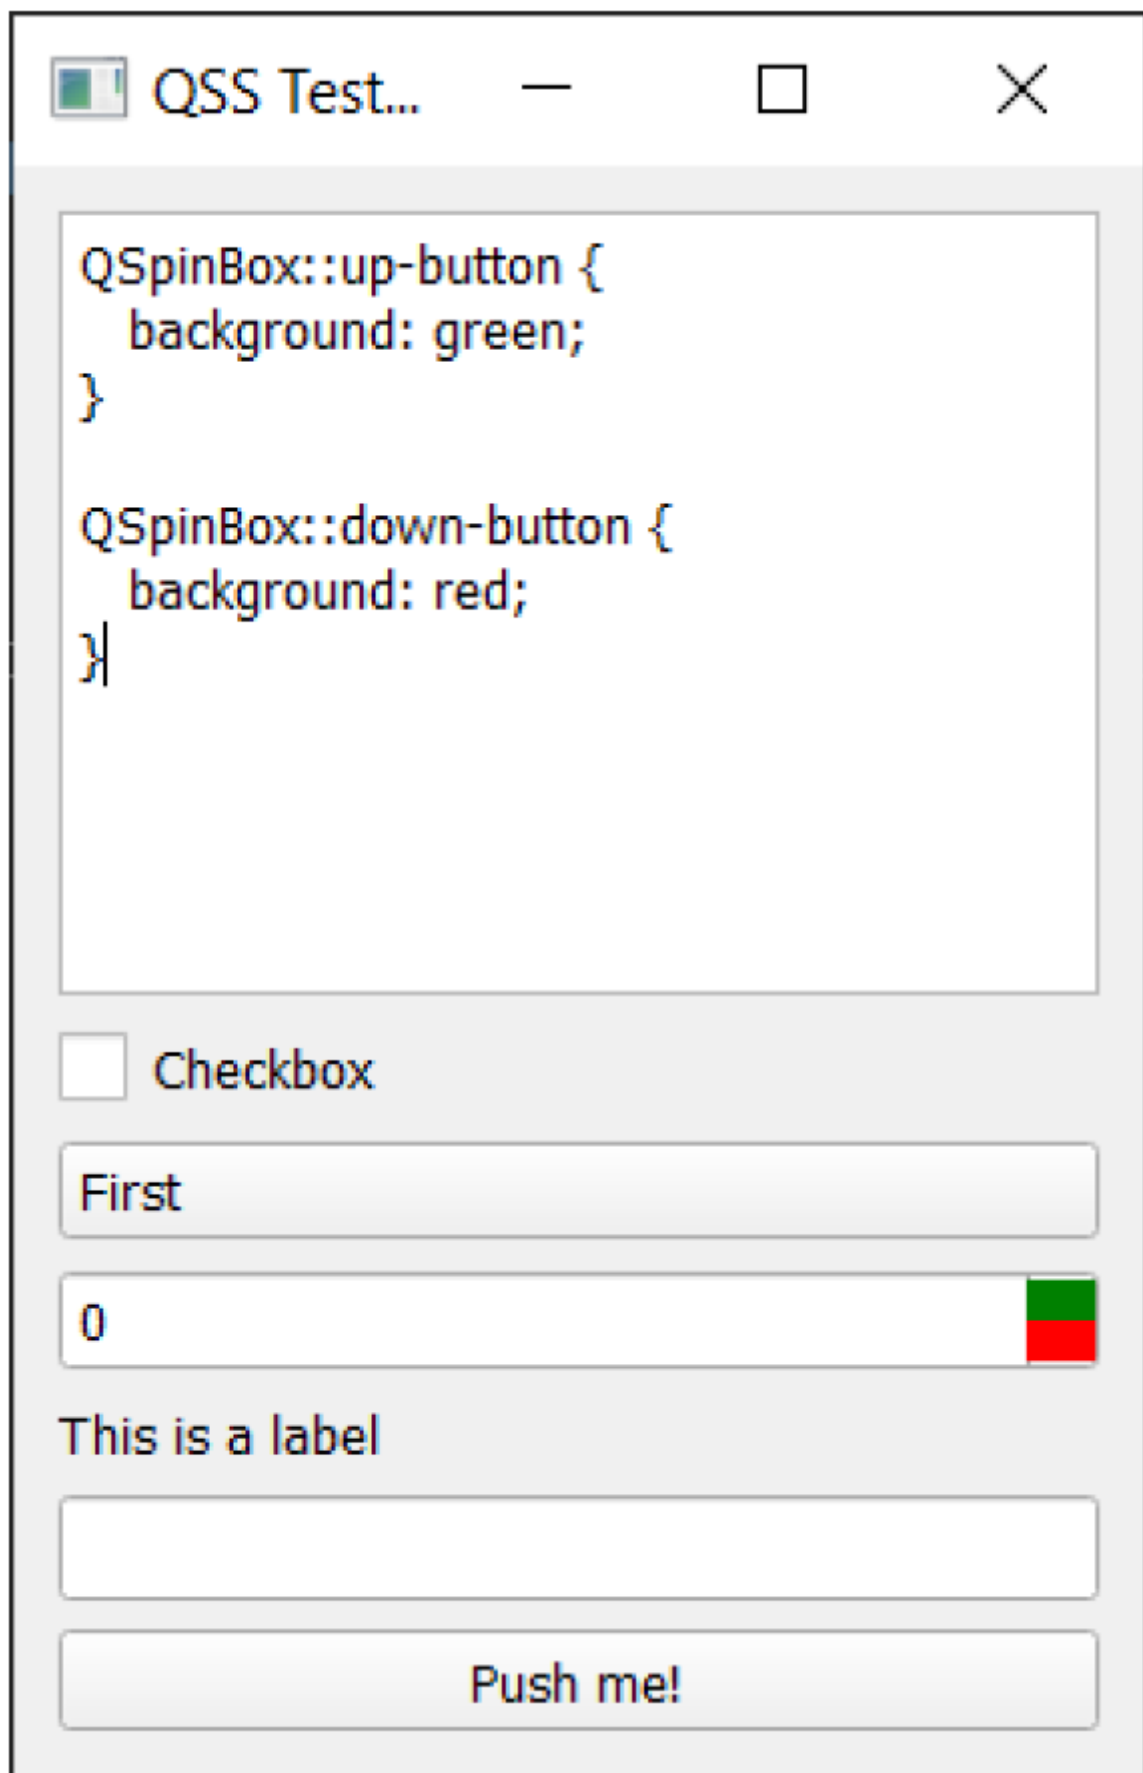 QSS Test...
QSpinBox::up-button {
   background: green;
}

QSpinBox::down-button {
   background: red;
}
Checkbox
First
0
This is a label
Push me!